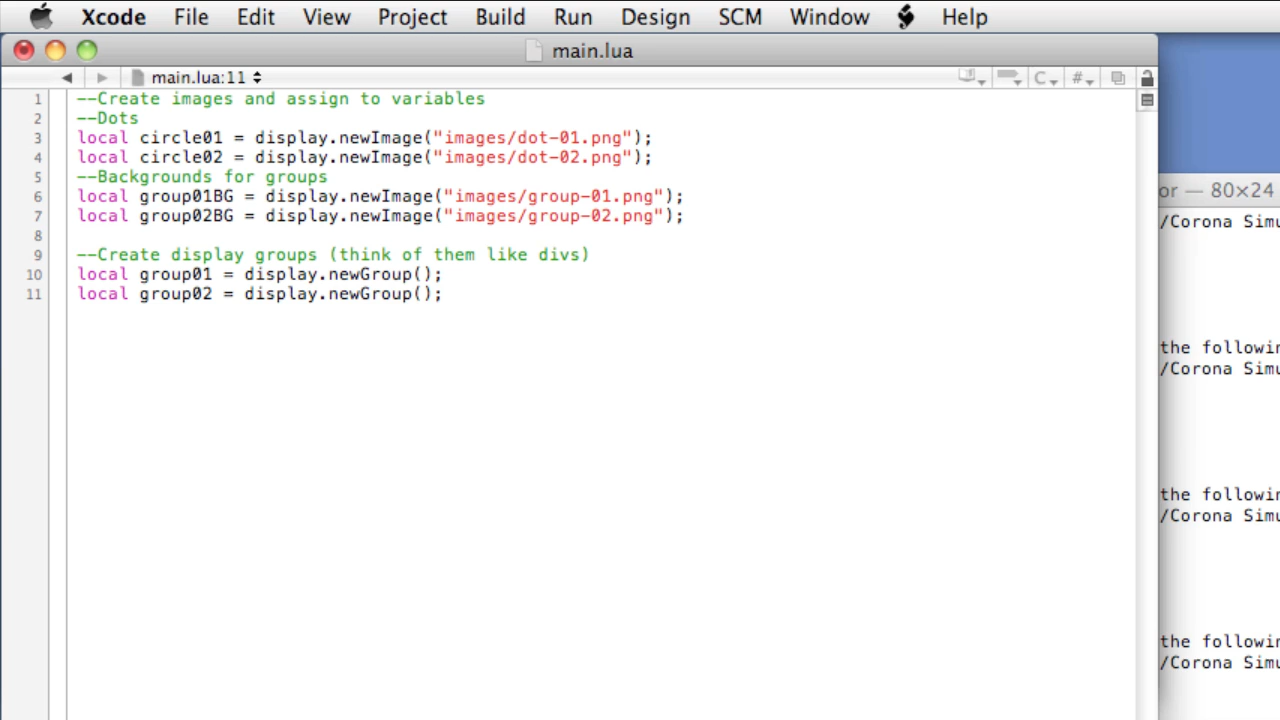 Xcode File Edit View Project Build Run Design SCM Window Help
main.lua
main.lua:11 C #
1 --Create images and assign to variables
2 --Dots
3 local circle01 = display.newImage("images/dot-01.png");
4 local circle02 = display.newImage("images/dot-02.png");
5 --Backgrounds for groups
6 local group01BG = display.newImage("images/group-01.png");
7 local group02BG = display.newImage("images/group-02.png");
8
9 --Create display groups (think of them like divs)
10 local group01 = display.newGroup();
11 local group02 = display.newGroup();
or — 80×24
/Corona Simu
the followin
/Corona Simu
the followin
/Corona Simu
the followin
/Corona Simu